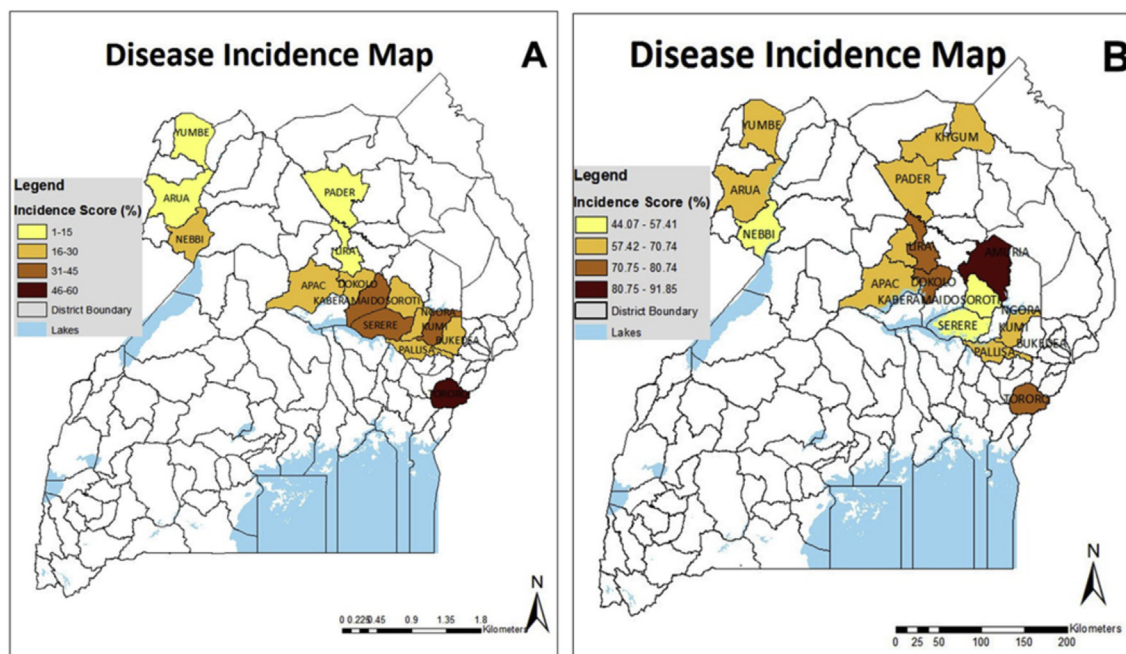 Disease Incidence Map A
YUMBE
ARUA
NEBBI
PADER
LIRA
APAC
DOKOLO
KABERAMAIDO
SOROTI
SERERE
NGORA
KUMI
BUKEDEA
PALLISA
TORORO
Legend
Incidence Score (%)
1-15
16-30
31-45
46-60
District Boundary
Lakes
N
0 0.225 0.45 0.9 1.35 1.8
Kilometers
Disease Incidence Map B
YUMBE
KITGUM
ARUA
PADER
NEBBI
LIRA
AMURIA
APAC
DOKOLO
KABERAMAIDO
SOROTI
NGORA
SERERE
KUMI
BUKEDEA
PALLISA
TORORO
Legend
Incidence Score (%)
44.07 - 57.41
57.42 - 70.74
70.75 - 80.74
80.75 - 91.85
District Boundary
Lakes
N
0 25 50 100 150 200
Kilometers